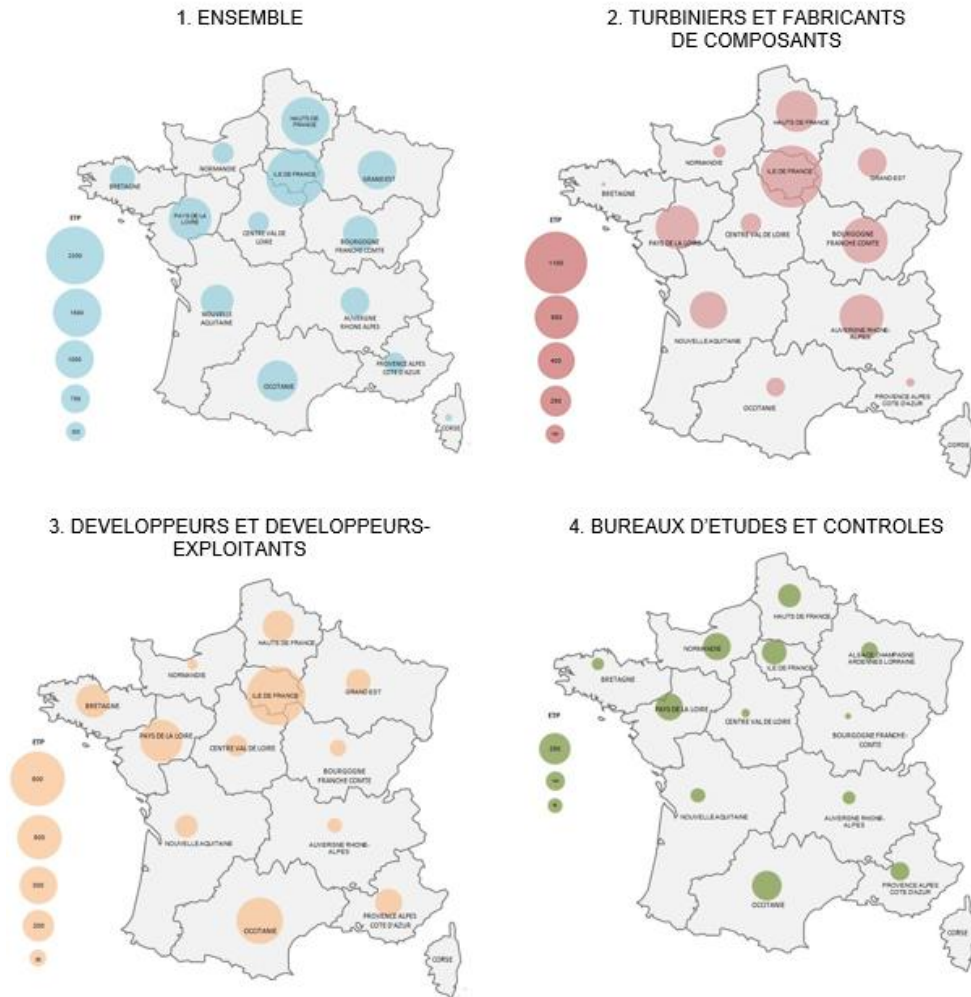 1. ENSEMBLE
HAUTS DE
FRANCE
NORMANDIE
ILE DE FRANCE
GRAND EST
BRETAGNE
PAYS DE LA
LOIRE
CENTRE VAL DE
LOIRE
BOURGOGNE
FRANCHE COMTE
ETP
1000
NOUVELLE
AQUITAINE
AUVERGNE
RHONE ALPES
OCCITANIE
PROVENCE ALPES
COTE D'AZUR
CORSE
2. TURBINIERS ET FABRICANTS
DE COMPOSANTS
HAUTS DE FRANCE
NORMANDIE
ILE DE FRANCE
GRAND EST
BRETAGNE
PAYS DE LA LOIRE
CENTRE VAL DE LOIRE
BOURGOGNE
FRANCHE COMTE
ETP
1100
400
NOUVELLE AQUITAINE
AUVERGNE RHONE-
ALPES
OCCITANIE
PROVENCE ALPES
COTE D'AZUR
CORSE
3. DEVELOPPEURS ET DEVELOPPEURS-
EXPLOITANTS
HAUTS DE FRANCE
NORMANDIE
ILE DE FRANCE
GRAND EST
BRETAGNE
PAYS DE LA LOIRE
CENTRE VAL DE LOIRE
BOURGOGNE
FRANCHE COMTE
ETP
800
200
NOUVELLE AQUITAINE
AUVERGNE RHONE-
ALPES
OCCITANIE
PROVENCE ALPES
COTE D'AZUR
CORSE
4. BUREAUX D'ETUDES ET CONTROLES
HAUTS DE FRANCE
NORMANDIE
ILE DE FRANCE
ALSACE CHAMPAGNE
ARDENNES LORRAINE
BRETAGNE
PAYS DE LA LOIRE
CENTRE VAL DE LOIRE
BOURGOGNE FRANCHE-
COMTE
ETP
NOUVELLE AQUITAINE
AUVERGNE RHONE-
ALPES
OCCITANIE
PROVENCE ALPES
COTE D'AZUR
CORSE